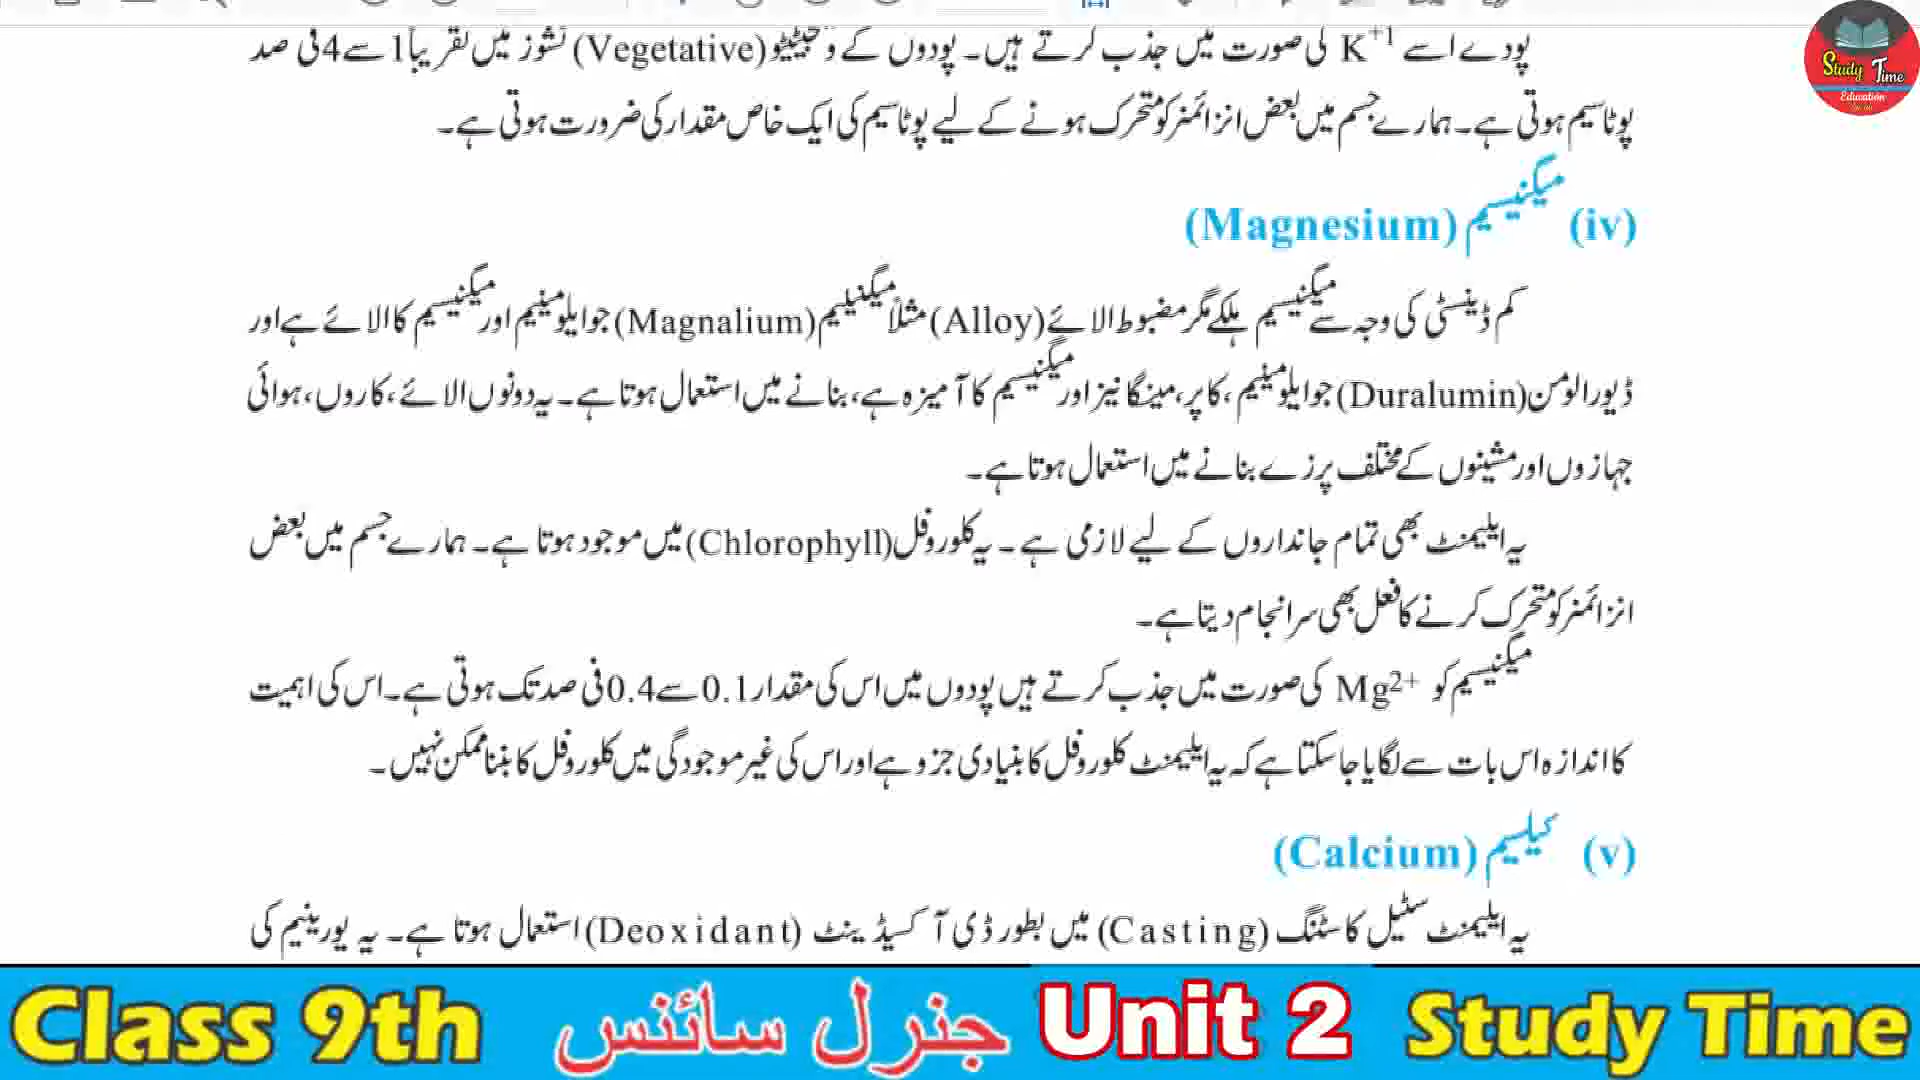 پودے اسے K+1 کی صورت میں جذب کرتے ہیں۔ پودوں کے وجیٹیٹو (Vegetative) ٹشوز میں تقریباً 1 سے 4 فی صد
پوٹاسیم ہوتی ہے۔ ہمارے جسم میں بعض انزائمنز کو متحرک ہونے کے لیے پوٹاسیم کی ایک خاص مقدار کی ضرورت ہوتی ہے۔
(iv) میگنیسیم (Magnesium)
کم ڈینسٹی کی وجہ سے میگنیسیم ہلکے مگر مضبوط الائے (Alloy) مثلاً میگنیلیم (Magnalium) جو ایلومینیم اور میگنیسیم کا الائے ہے اور
ڈیورالومن (Duralumin) جو ایلومینیم، کاپر، مینگانیز اور میگنیسیم کا آمیزہ ہے، بنانے میں استعمال ہوتا ہے۔ یہ دونوں الائے، کاروں، ہوائی
جہازوں اور مشینوں کے مختلف پرزے بنانے میں استعمال ہوتا ہے۔
یہ ایلیمنٹ بھی تمام جانداروں کے لیے لازمی ہے۔ یہ کلوروفل (Chlorophyll) میں موجود ہوتا ہے۔ ہمارے جسم میں بعض
انزائمنز کو متحرک کرنے کا فعل بھی سرانجام دیتا ہے۔
میگنیسیم کو Mg2+ کی صورت میں جذب کرتے ہیں پودوں میں اس کی مقدار 0.1 سے 0.4 فی صد تک ہوتی ہے۔ اس کی اہمیت
کا اندازہ اس بات سے لگایا جا سکتا ہے کہ یہ ایلیمنٹ کلوروفل کا بنیادی جزو ہے اور اس کی غیر موجودگی میں کلوروفل کا بننا ممکن نہیں۔
(v) کیلسیم (Calcium)
یہ ایلیمنٹ سٹیل کاسٹنگ (Casting) میں بطور ڈی آکسیڈینٹ (Deoxidant) استعمال ہوتا ہے۔ یہ یورینیم کی
Class 9th جنرل سائنس Unit 2 Study Time
Study Time
Education